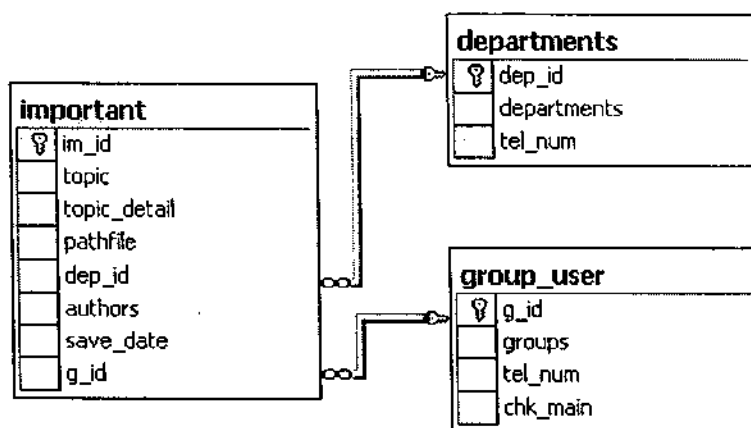 important
im_id
topic
topic_detail
pathfile
dep_id
authors
save_date
g_id
departments
dep_id
departments
tel_num
group_user
g_id
groups
tel_num
chk_main